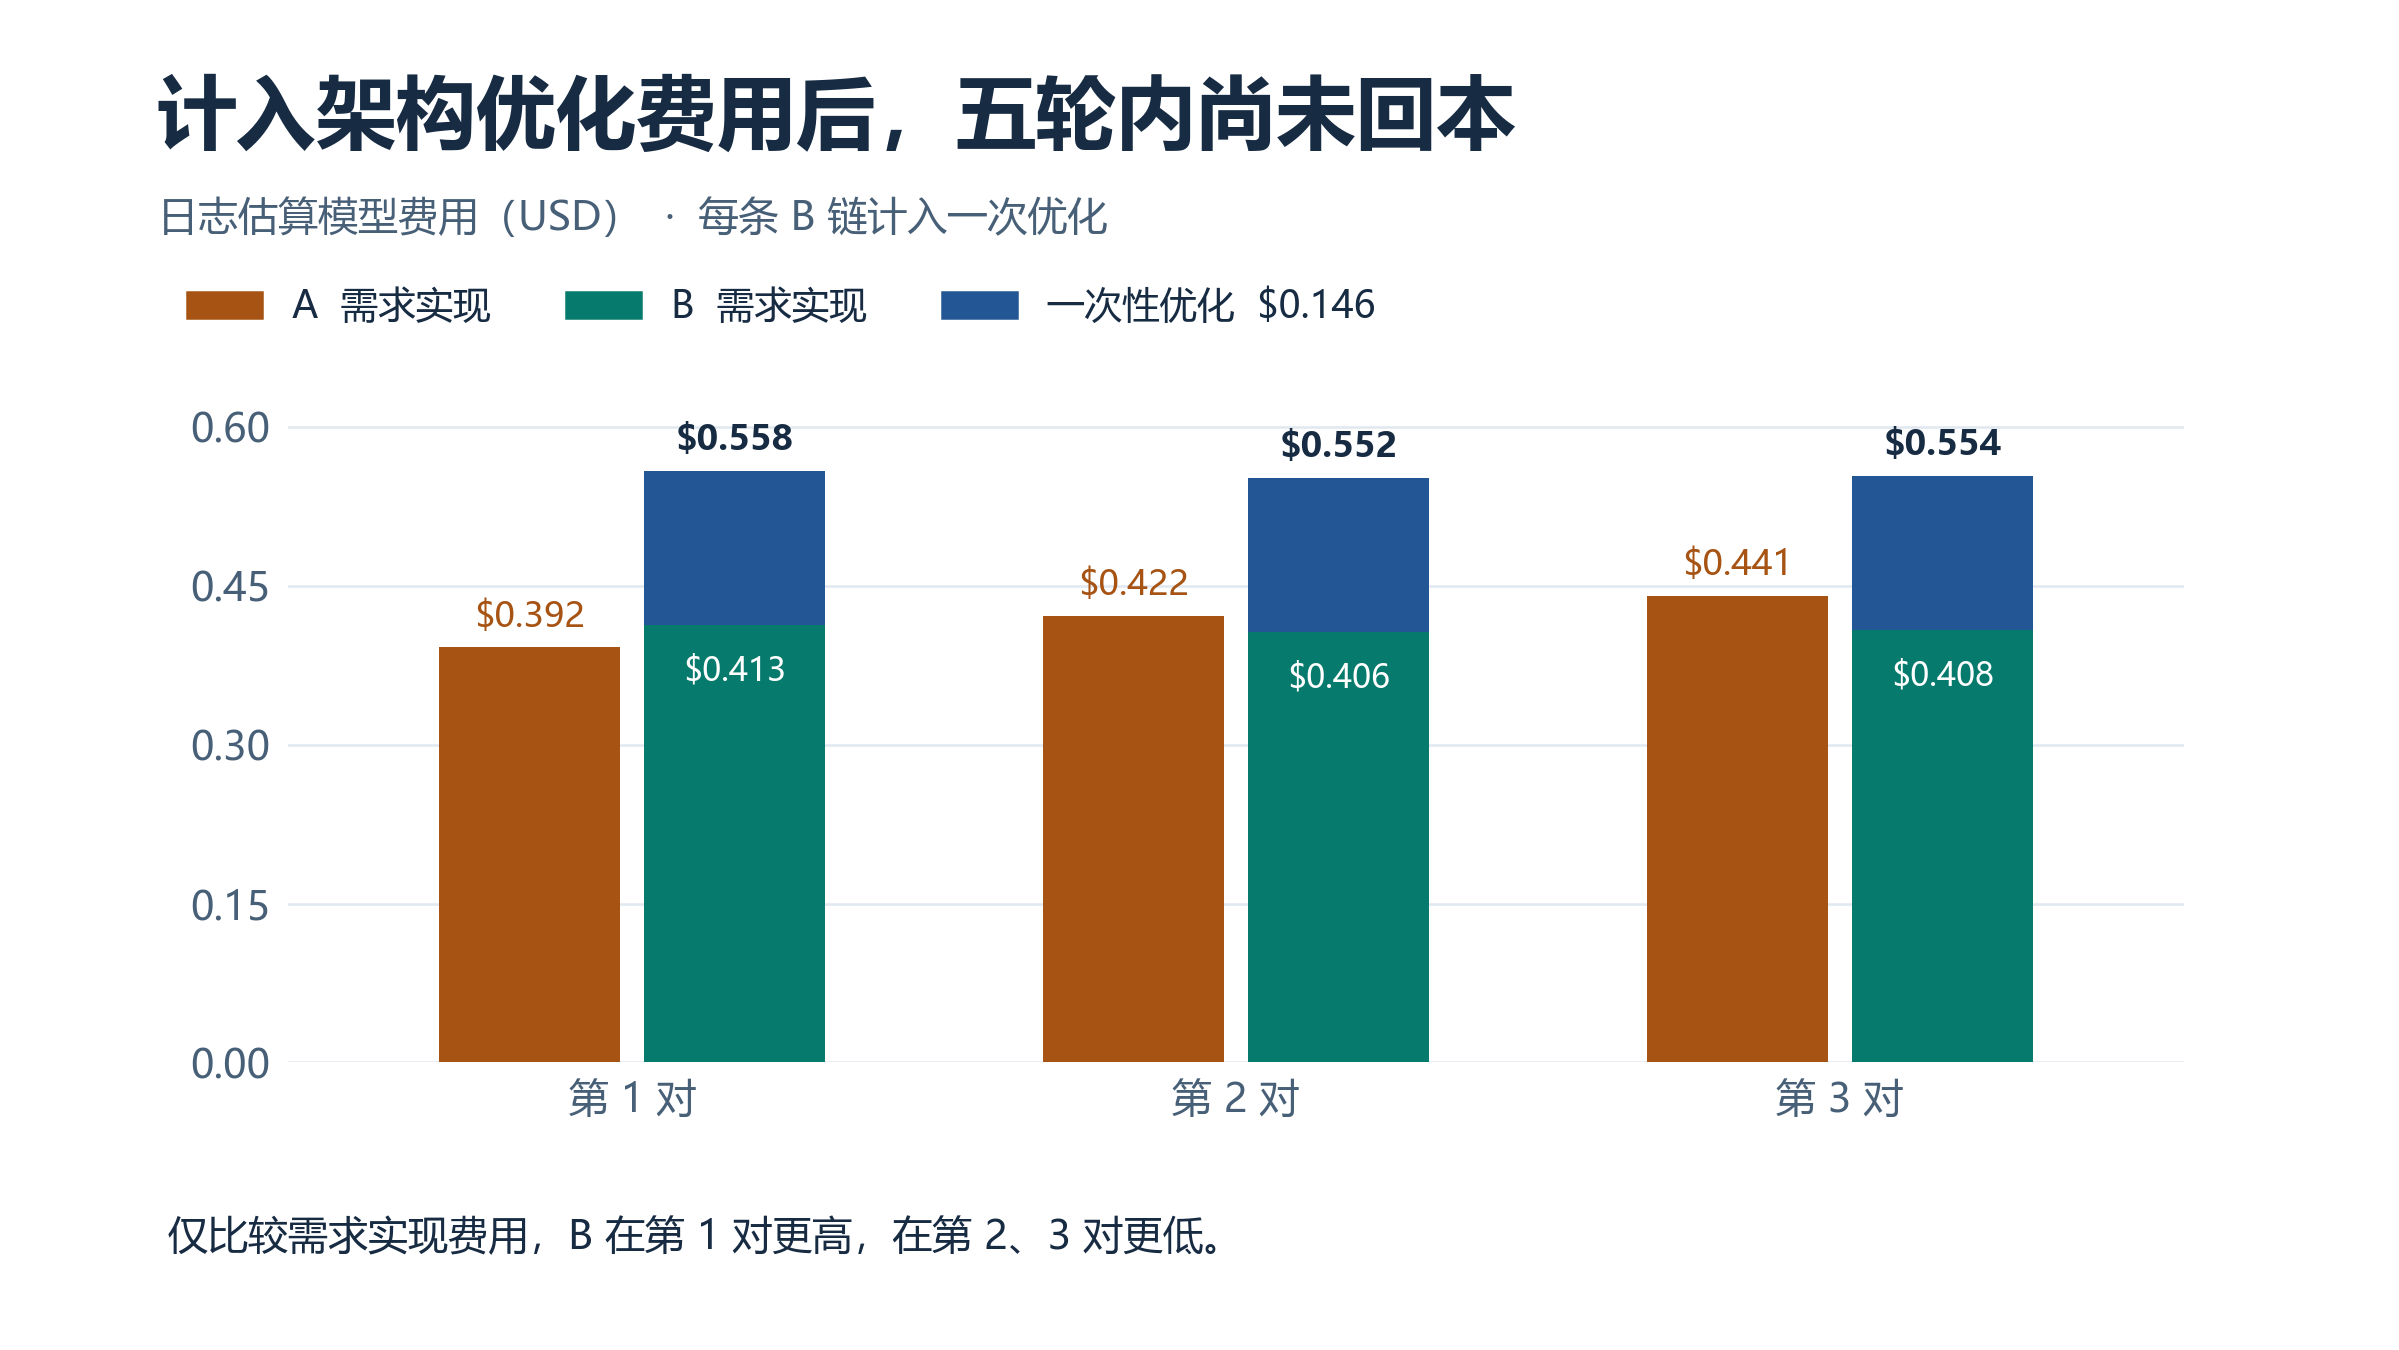 计入架构优化费用后，五轮内尚未回本
日志估算模型费用（USD） · 每条 B 链计入一次优化
A 需求实现 B 需求实现 一次性优化 $0.146
0.60
$0.558 $0.552 $0.554
0.45
$0.392 $0.422 $0.441
$0.413 $0.406 $0.408
0.30
0.15
0.00
第 1 对 第 2 对 第 3 对
仅比较需求实现费用，B 在第 1 对更高，在第 2、3 对更低。